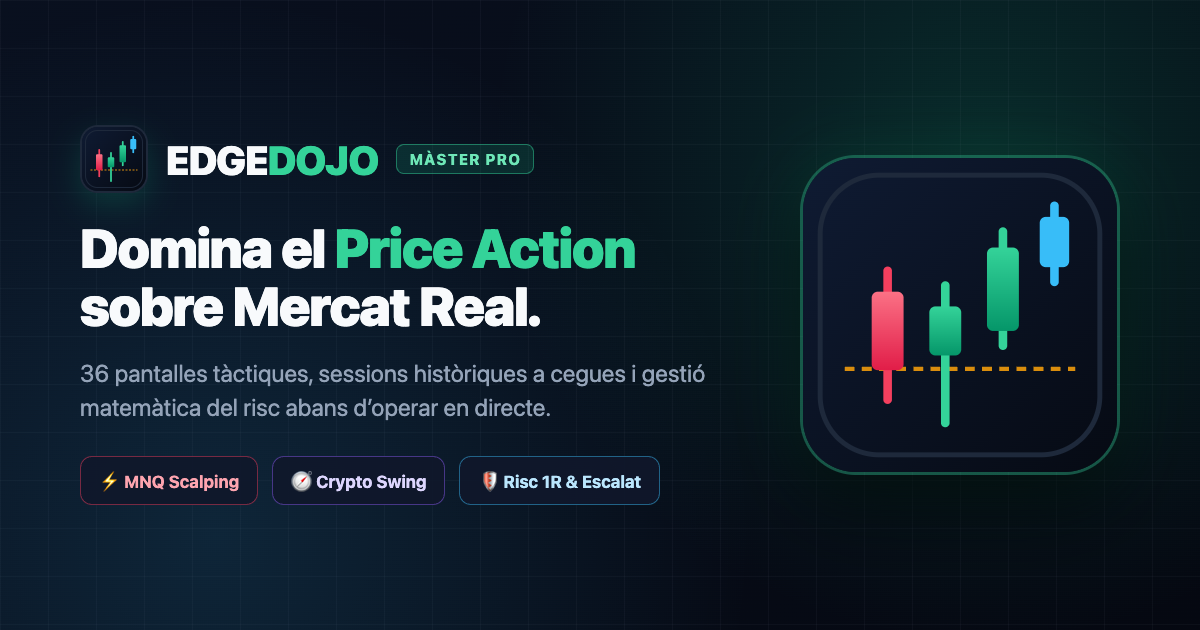 EDGEDOJO
MÀSTER PRO
Domina el Price Action
sobre Mercat Real.
36 pantalles tàctiques, sessions històriques a cegues i gestió
matemàtica del risc abans d’operar en directe.
⚡ MNQ Scalping
🧭 Crypto Swing
🛡️ Risc 1R & Escalat